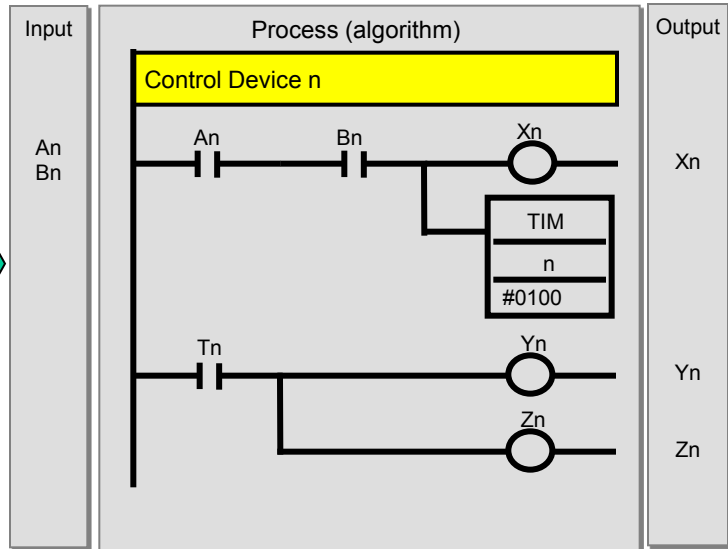 Input
Process (algorithm)
Output
Control Device n
An
Bn
An
Bn
Xn
Xn
TIM
n
#0100
Tn
Yn
Yn
Zn
Zn